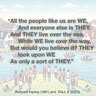 "All the people like us are WE,
And everyone else is THEY.
And THEY live over the sea,
While WE live over the way,
But would you believe it? THEY
look upon WE
As only a sort of THEY."
Rudyard Kipling (1907) and